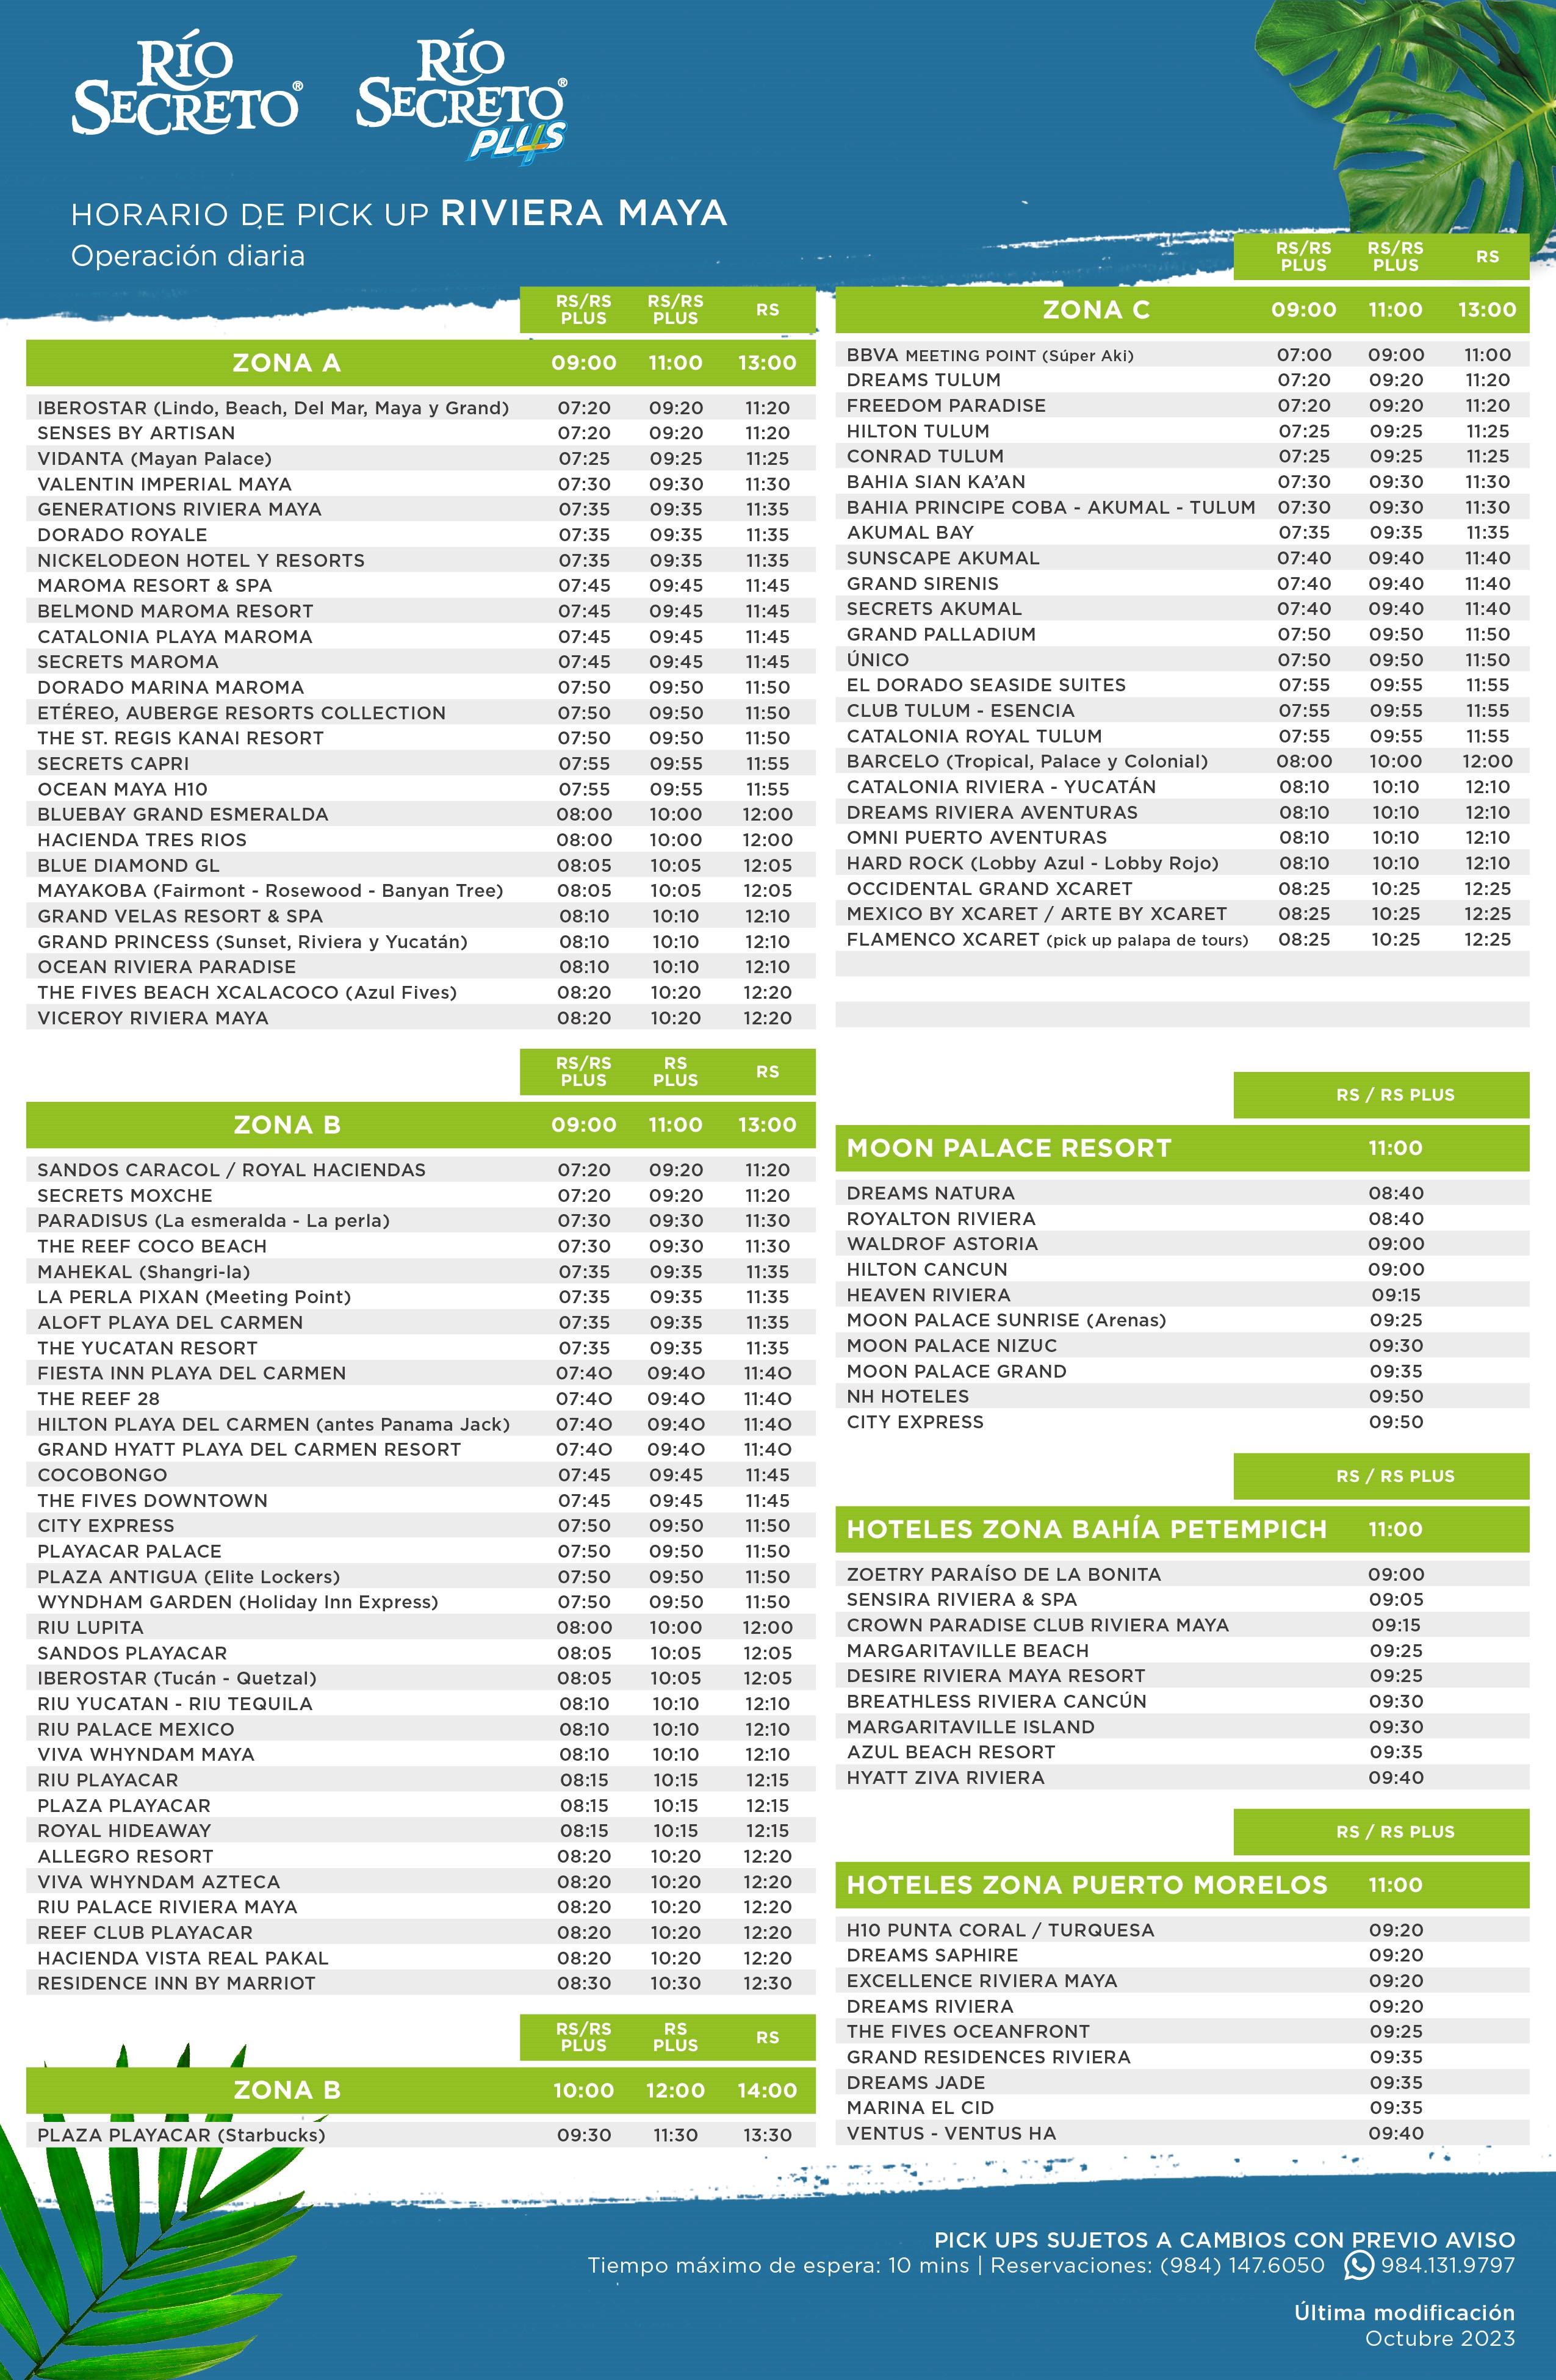 RÍO
SECRETO®
RÍO
SECRETO®
PLUS
HORARIO DE PICK UP RIVIERA MAYA
Operación diaria
RS/RS PLUS RS/RS PLUS RS
ZONA A 09:00 11:00 13:00
IBEROSTAR (Lindo, Beach, Del Mar, Maya y Grand) 07:20 09:20 11:20
SENSES BY ARTISAN 07:20 09:20 11:20
VIDANTA (Mayan Palace) 07:25 09:25 11:25
VALENTIN IMPERIAL MAYA 07:30 09:30 11:30
GENERATIONS RIVIERA MAYA 07:35 09:35 11:35
DORADO ROYALE 07:35 09:35 11:35
NICKELODEON HOTEL Y RESORTS 07:35 09:35 11:35
MAROMA RESORT & SPA 07:45 09:45 11:45
BELMOND MAROMA RESORT 07:45 09:45 11:45
CATALONIA PLAYA MAROMA 07:45 09:45 11:45
SECRETS MAROMA 07:45 09:45 11:45
DORADO MARINA MAROMA 07:50 09:50 11:50
ETÉREO, AUBERGE RESORTS COLLECTION 07:50 09:50 11:50
THE ST. REGIS KANAI RESORT 07:50 09:50 11:50
SECRETS CAPRI 07:55 09:55 11:55
OCEAN MAYA H10 07:55 09:55 11:55
BLUEBAY GRAND ESMERALDA 08:00 10:00 12:00
HACIENDA TRES RIOS 08:00 10:00 12:00
BLUE DIAMOND GL 08:05 10:05 12:05
MAYAKOBA (Fairmont - Rosewood - Banyan Tree) 08:05 10:05 12:05
GRAND VELAS RESORT & SPA 08:10 10:10 12:10
GRAND PRINCESS (Sunset, Riviera y Yucatán) 08:10 10:10 12:10
OCEAN RIVIERA PARADISE 08:10 10:10 12:10
THE FIVES BEACH XCALACOCO (Azul Fives) 08:20 10:20 12:20
VICEROY RIVIERA MAYA 08:20 10:20 12:20
RS/RS PLUS RS PLUS RS
ZONA B 09:00 11:00 13:00
SANDOS CARACOL / ROYAL HACIENDAS 07:20 09:20 11:20
SECRETS MOXCHE 07:20 09:20 11:20
PARADISUS (La esmeralda - La perla) 07:30 09:30 11:30
THE REEF COCO BEACH 07:30 09:30 11:30
MAHEKAL (Shangri-la) 07:35 09:35 11:35
LA PERLA PIXAN (Meeting Point) 07:35 09:35 11:35
ALOFT PLAYA DEL CARMEN 07:35 09:35 11:35
THE YUCATAN RESORT 07:35 09:35 11:35
FIESTA INN PLAYA DEL CARMEN 07:4O 09:4O 11:4O
THE REEF 28 07:4O 09:4O 11:4O
HILTON PLAYA DEL CARMEN (antes Panama Jack) 07:4O 09:4O 11:4O
GRAND HYATT PLAYA DEL CARMEN RESORT 07:4O 09:4O 11:4O
COCOBONGO 07:45 09:45 11:45
THE FIVES DOWNTOWN 07:45 09:45 11:45
CITY EXPRESS 07:50 09:50 11:50
PLAYACAR PALACE 07:50 09:50 11:50
PLAZA ANTIGUA (Elite Lockers) 07:50 09:50 11:50
WYNDHAM GARDEN (Holiday Inn Express) 07:50 09:50 11:50
RIU LUPITA 08:00 10:00 12:00
SANDOS PLAYACAR 08:05 10:05 12:05
IBEROSTAR (Tucán - Quetzal) 08:05 10:05 12:05
RIU YUCATAN - RIU TEQUILA 08:10 10:10 12:10
RIU PALACE MEXICO 08:10 10:10 12:10
VIVA WHYNDAM MAYA 08:10 10:10 12:10
RIU PLAYACAR 08:15 10:15 12:15
PLAZA PLAYACAR 08:15 10:15 12:15
ROYAL HIDEAWAY 08:15 10:15 12:15
ALLEGRO RESORT 08:20 10:20 12:20
VIVA WHYNDAM AZTECA 08:20 10:20 12:20
RIU PALACE RIVIERA MAYA 08:20 10:20 12:20
REEF CLUB PLAYACAR 08:20 10:20 12:20
HACIENDA VISTA REAL PAKAL 08:20 10:20 12:20
RESIDENCE INN BY MARRIOT 08:30 10:30 12:30
RS/RS PLUS RS PLUS RS
ZONA B 10:00 12:00 14:00
PLAZA PLAYACAR (Starbucks) 09:30 11:30 13:30
RS/RS PLUS RS/RS PLUS RS
ZONA C 09:00 11:00 13:00
BBVA MEETING POINT (Súper Aki) 07:00 09:00 11:00
DREAMS TULUM 07:20 09:20 11:20
FREEDOM PARADISE 07:20 09:20 11:20
HILTON TULUM 07:25 09:25 11:25
CONRAD TULUM 07:25 09:25 11:25
BAHIA SIAN KA’AN 07:30 09:30 11:30
BAHIA PRINCIPE COBA - AKUMAL - TULUM 07:30 09:30 11:30
AKUMAL BAY 07:35 09:35 11:35
SUNSCAPE AKUMAL 07:40 09:40 11:40
GRAND SIRENIS 07:40 09:40 11:40
SECRETS AKUMAL 07:40 09:40 11:40
GRAND PALLADIUM 07:50 09:50 11:50
ÚNICO 07:50 09:50 11:50
EL DORADO SEASIDE SUITES 07:55 09:55 11:55
CLUB TULUM - ESENCIA 07:55 09:55 11:55
CATALONIA ROYAL TULUM 07:55 09:55 11:55
BARCELO (Tropical, Palace y Colonial) 08:00 10:00 12:00
CATALONIA RIVIERA - YUCATÁN 08:10 10:10 12:10
DREAMS RIVIERA AVENTURAS 08:10 10:10 12:10
OMNI PUERTO AVENTURAS 08:10 10:10 12:10
HARD ROCK (Lobby Azul - Lobby Rojo) 08:10 10:10 12:10
OCCIDENTAL GRAND XCARET 08:25 10:25 12:25
MEXICO BY XCARET / ARTE BY XCARET 08:25 10:25 12:25
FLAMENCO XCARET (pick up palapa de tours) 08:25 10:25 12:25
RS / RS PLUS
MOON PALACE RESORT 11:00
DREAMS NATURA 08:40
ROYALTON RIVIERA 08:40
WALDROF ASTORIA 09:00
HILTON CANCUN 09:00
HEAVEN RIVIERA 09:15
MOON PALACE SUNRISE (Arenas) 09:25
MOON PALACE NIZUC 09:30
MOON PALACE GRAND 09:35
NH HOTELES 09:50
CITY EXPRESS 09:50
RS / RS PLUS
HOTELES ZONA BAHÍA PETEMPICH 11:00
ZOETRY PARAÍSO DE LA BONITA 09:00
SENSIRA RIVIERA & SPA 09:05
CROWN PARADISE CLUB RIVIERA MAYA 09:15
MARGARITAVILLE BEACH 09:25
DESIRE RIVIERA MAYA RESORT 09:25
BREATHLESS RIVIERA CANCÚN 09:30
MARGARITAVILLE ISLAND 09:30
AZUL BEACH RESORT 09:35
HYATT ZIVA RIVIERA 09:40
RS / RS PLUS
HOTELES ZONA PUERTO MORELOS 11:00
H10 PUNTA CORAL / TURQUESA 09:20
DREAMS SAPHIRE 09:20
EXCELLENCE RIVIERA MAYA 09:20
DREAMS RIVIERA 09:20
THE FIVES OCEANFRONT 09:25
GRAND RESIDENCES RIVIERA 09:35
DREAMS JADE 09:35
MARINA EL CID 09:35
VENTUS - VENTUS HA 09:40
PICK UPS SUJETOS A CAMBIOS CON PREVIO AVISO
Tiempo máximo de espera: 10 mins | Reservaciones: (984) 147.6050 984.131.9797
Última modificación
Octubre 2023